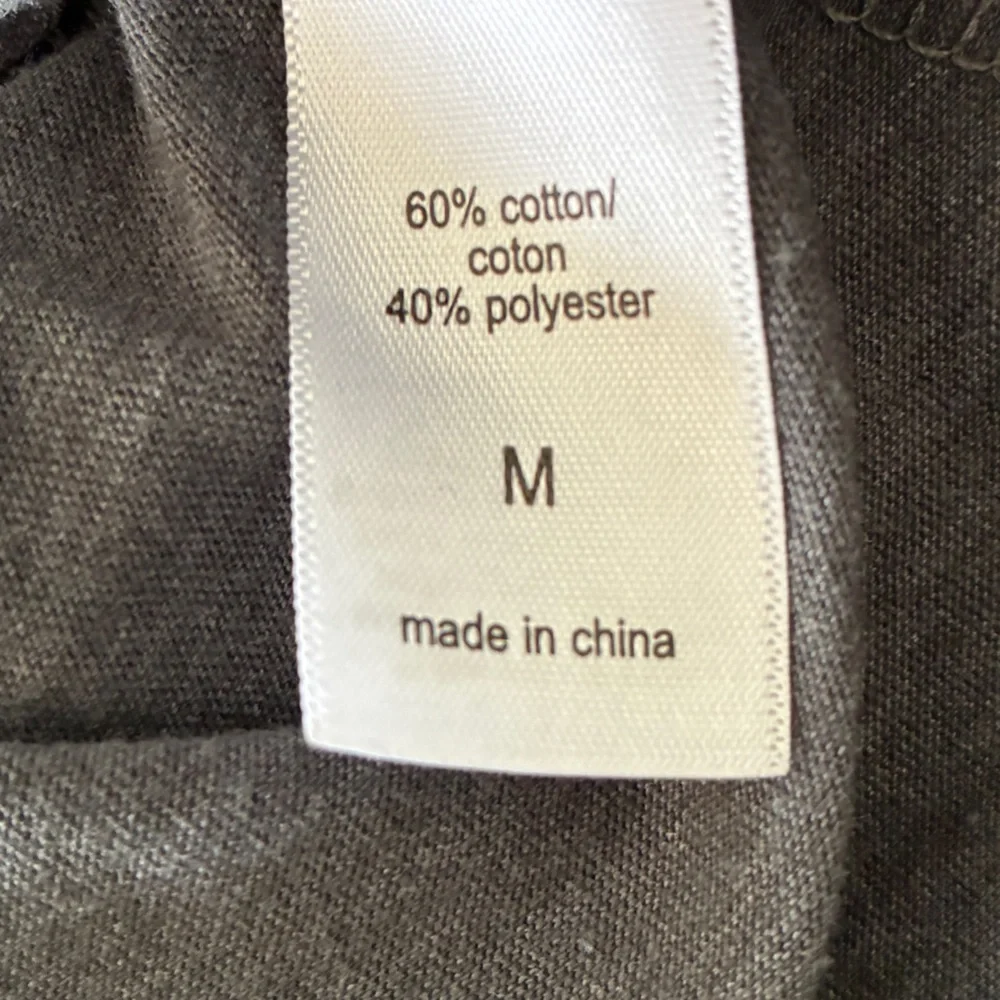 60% cotton/
coton
40% polyester
M
made in china